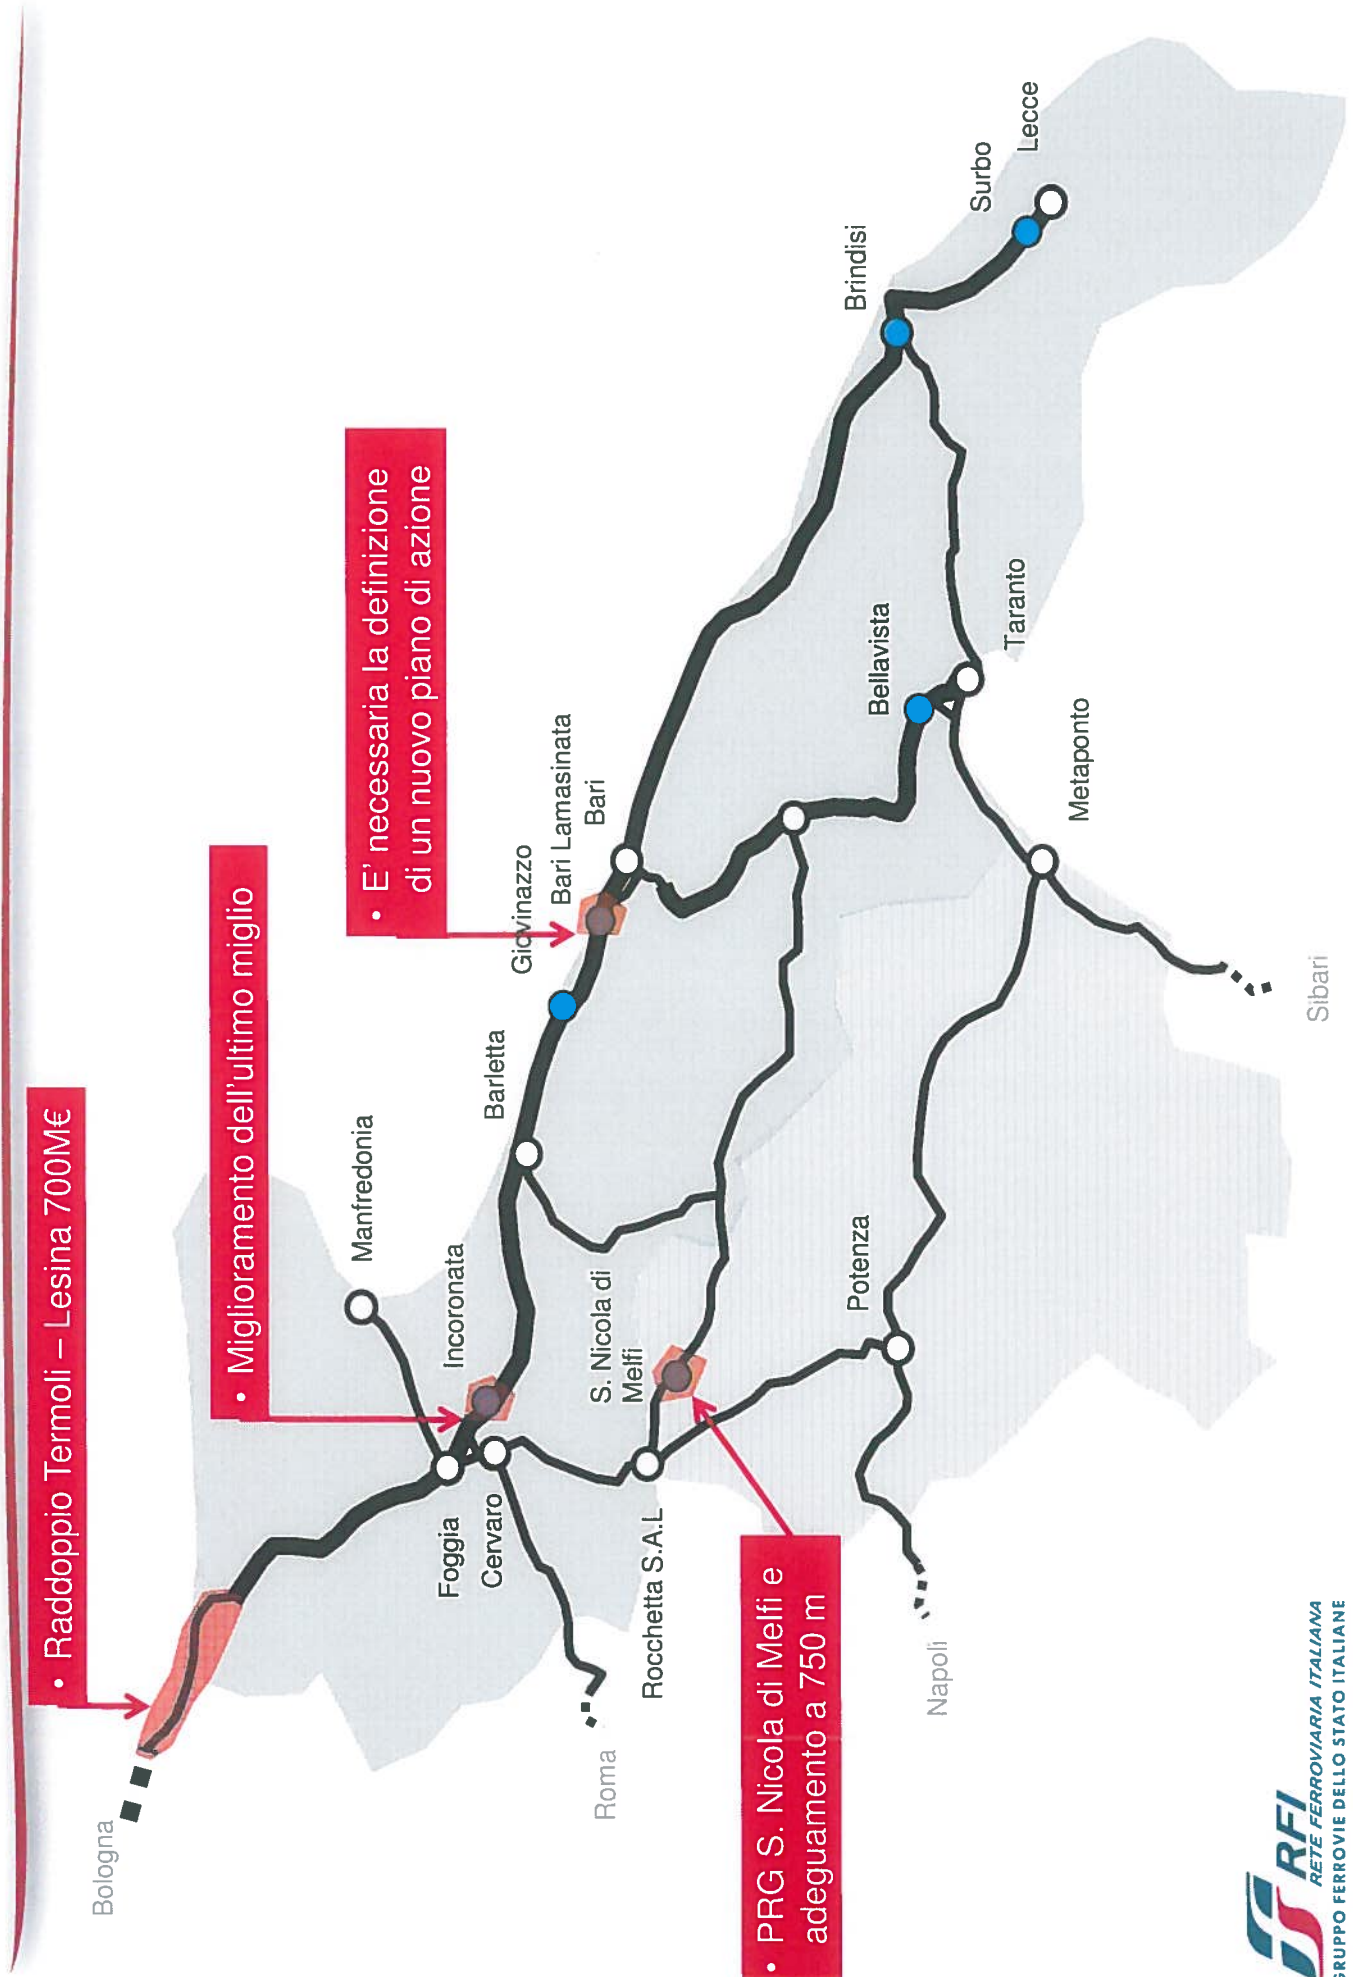 • Raddoppio Termoli – Lesina 700M€
• Miglioramento dell'ultimo miglio
• E' necessaria la definizione
di un nuovo piano di azione
• PRG S. Nicola di Melfi e
adeguamento a 750 m
Bologna
Manfredonia
Foggia
Incoronata
Cervaro
Barletta
Giovinazzo
Bari Lamasinata
Bari
Roma
S. Nicola di
Melfi
Rocchetta S.A.L
Brindisi
Bellavista
Surbo
Lecce
Potenza
Napoli
Taranto
Metaponto
Sibari
RFI
RETE FERROVIARIA ITALIANA
GRUPPO FERROVIE DELLO STATO ITALIANE